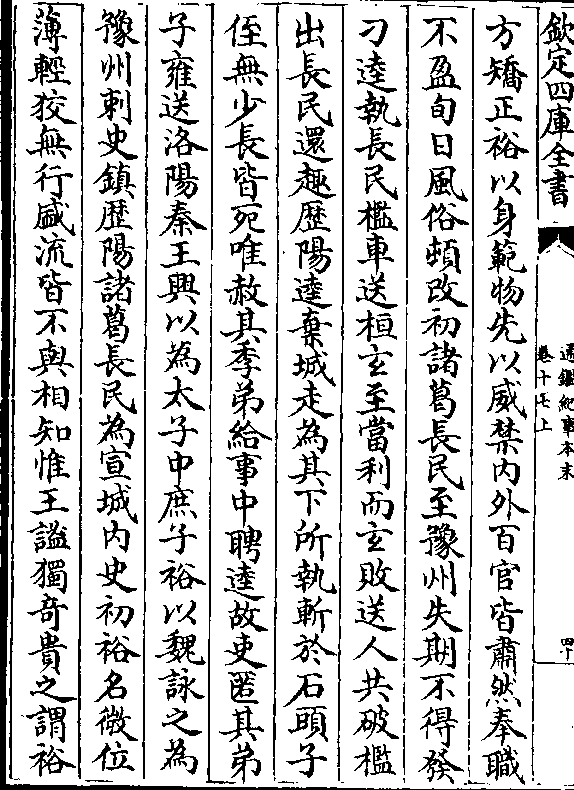 欽定四庫全書
通鑑紀事本末
卷十七上
四十
方矯正裕以身範物先以威禁內外百官皆肅然奉職
不盈旬日風俗頓改初諸葛長民至豫州失期不得發
刁逵執長民檻車送桓玄至當利而玄敗送人共破檻
出長民還趣歴陽逵棄城走為其下所執斬於石頭子
侄無少長皆死唯赦其季弟給事中聘逵故吏匿其弟
子雍送洛陽秦王興以為太子中庶子裕以魏詠之為
豫州刺史鎮歴陽諸葛長民為宣城內史初裕名微位
薄輕狡無行盛流皆不與相知惟王謐獨竒貴之謂裕